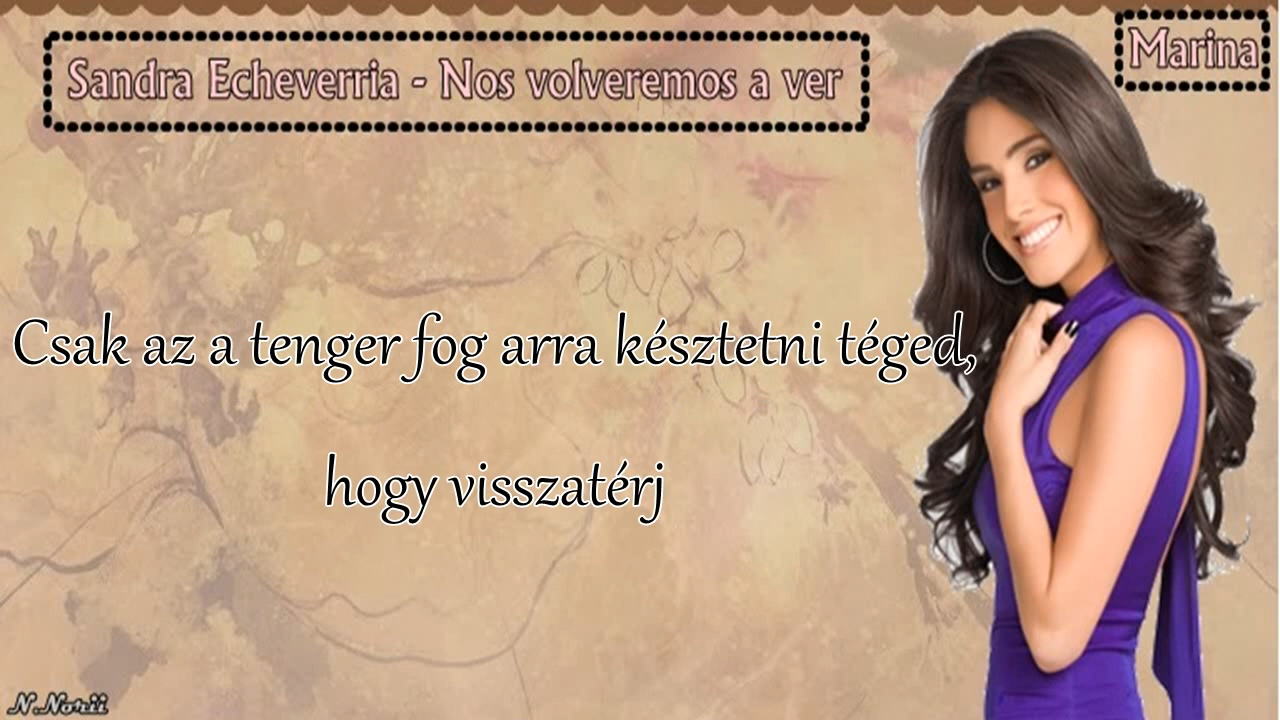 Sandra Echeverria - Nos volveremos a ver
Marina
Csak az a tenger fog arra késztetni téged,
hogy visszatérj
N.Norii